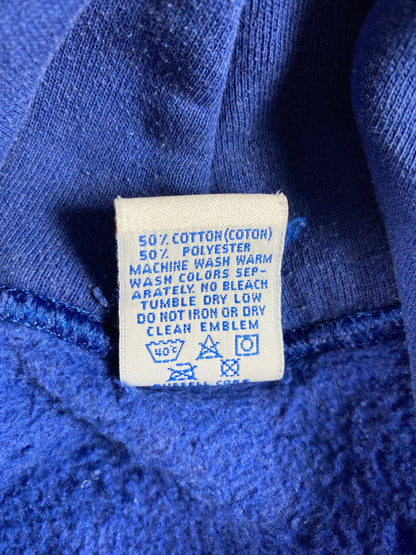 50% COTTON(COTON)
50% POLYESTER
MACHINE WASH WARM
WASH COLORS SEP-
ARATELY. NO BLEACH
TUMBLE DRY LOW
DO NOT IRON OR DRY
CLEAN EMBLEM
40°C